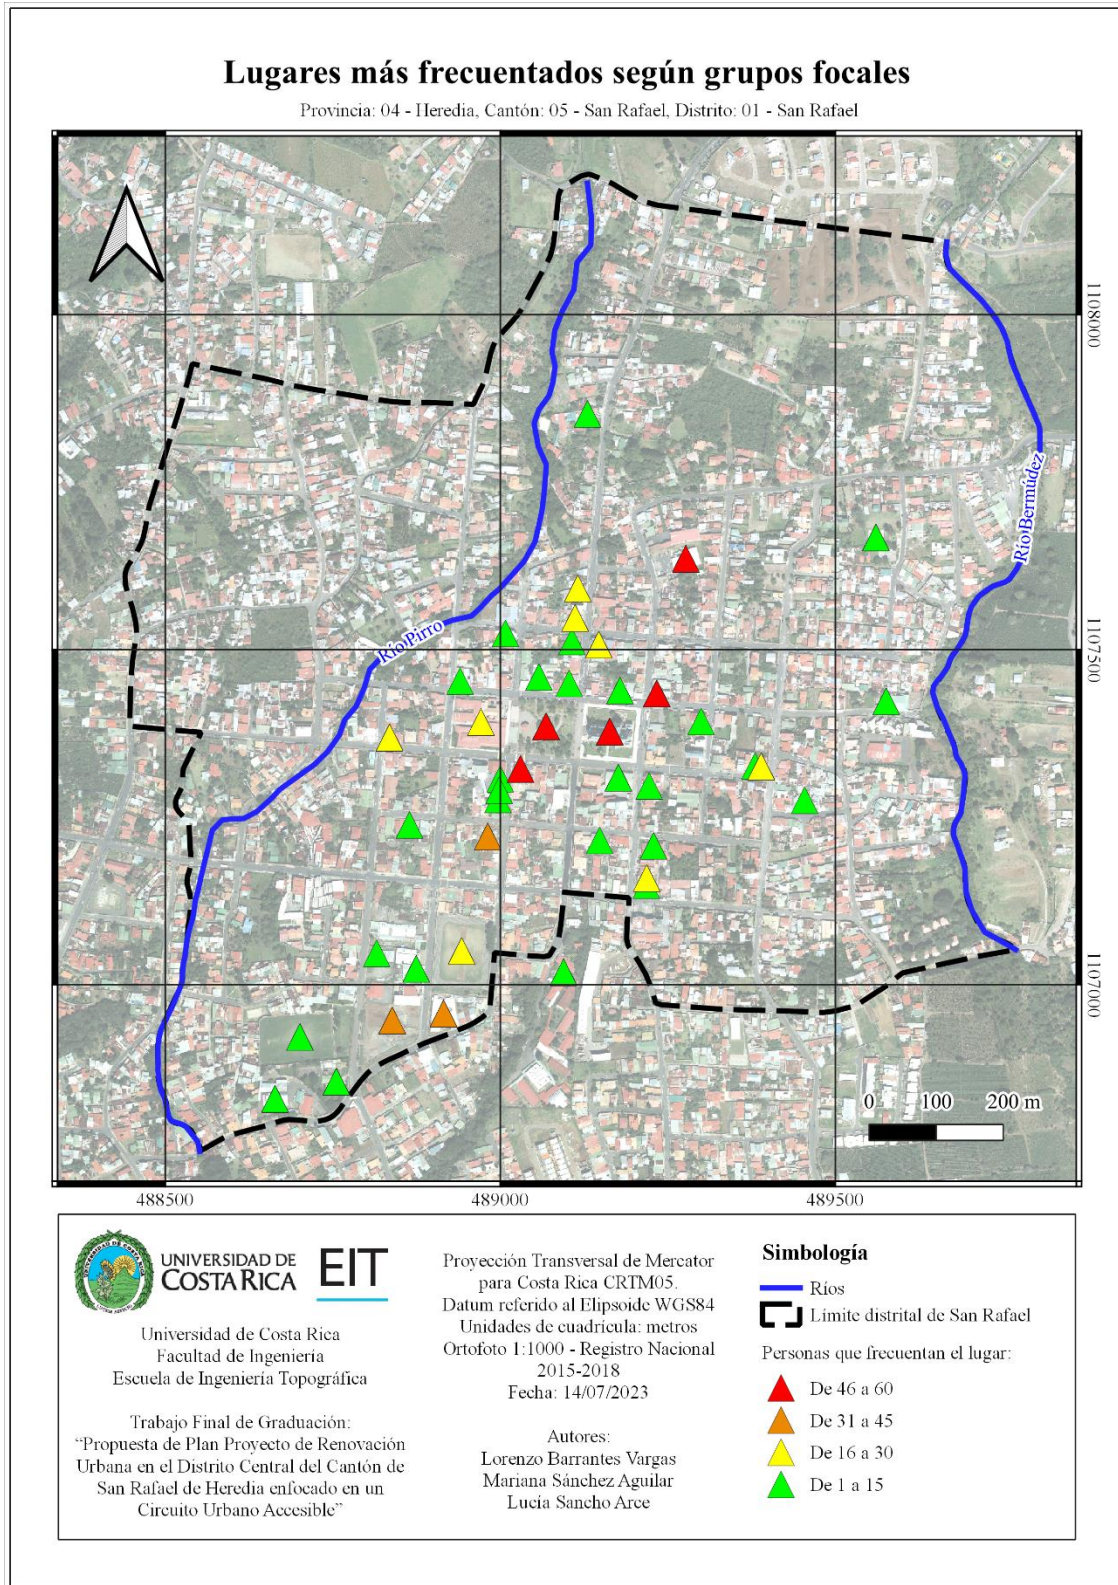 Lugares más frecuentados según grupos focales
Provincia: 04 - Heredia, Cantón: 05 - San Rafael, Distrito: 01 - San Rafael
1108000
Río Bermúdez
1107500
Río Pirro
1107000
0 100 200 m
488500 489000 489500
UNIVERSIDAD DE
COSTA RICA
EIT
Universidad de Costa Rica
Facultad de Ingeniería
Escuela de Ingeniería Topográfica
Trabajo Final de Graduación:
“Propuesta de Plan Proyecto de Renovación
Urbana en el Distrito Central del Cantón de
San Rafael de Heredia enfocado en un
Circuito Urbano Accesible”
Proyección Transversal de Mercator
para Costa Rica CRTM05.
Datum referido al Elipsoide WGS84
Unidades de cuadrícula: metros
Ortofoto 1:1000 - Registro Nacional
2015-2018
Fecha: 14/07/2023
Autores:
Lorenzo Barrantes Vargas
Mariana Sánchez Aguilar
Lucía Sancho Arce
Simbología
Ríos
Límite distrital de San Rafael
Personas que frecuentan el lugar:
De 46 a 60
De 31 a 45
De 16 a 30
De 1 a 15